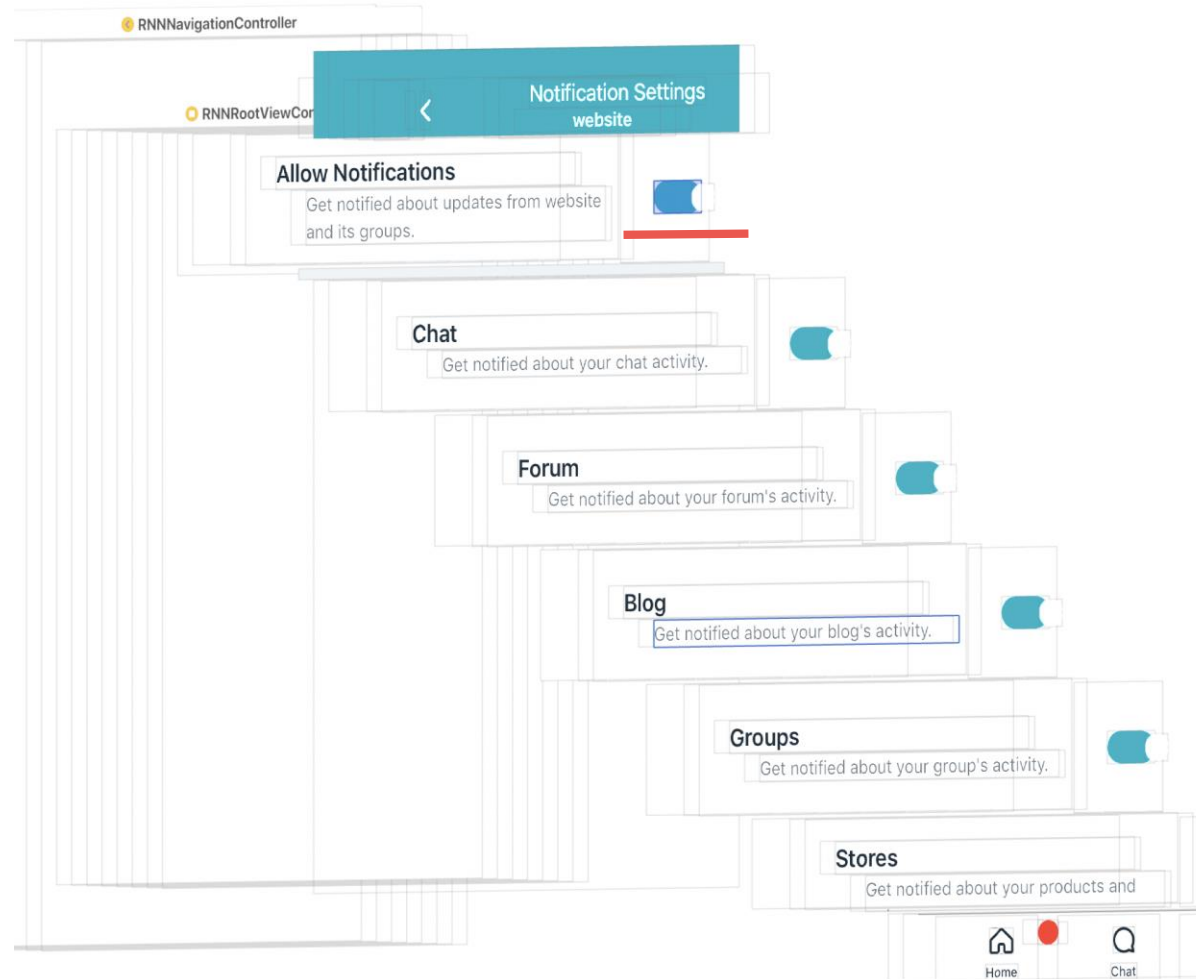 RNNNavigationController
Notification Settings
website
RNNRootViewCon
Allow Notifications
Get notified about updates from website
and its groups.
Chat
Get notified about your chat activity.
Forum
Get notified about your forum's activity.
Blog
Get notified about your blog's activity.
Groups
Get notified about your group's activity.
Stores
Get notified about your products and
Home
Chat